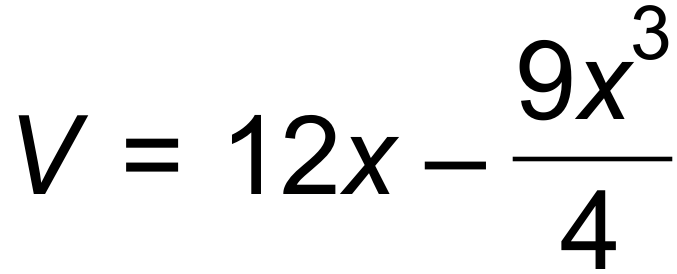 V = 12x – 9x³/4